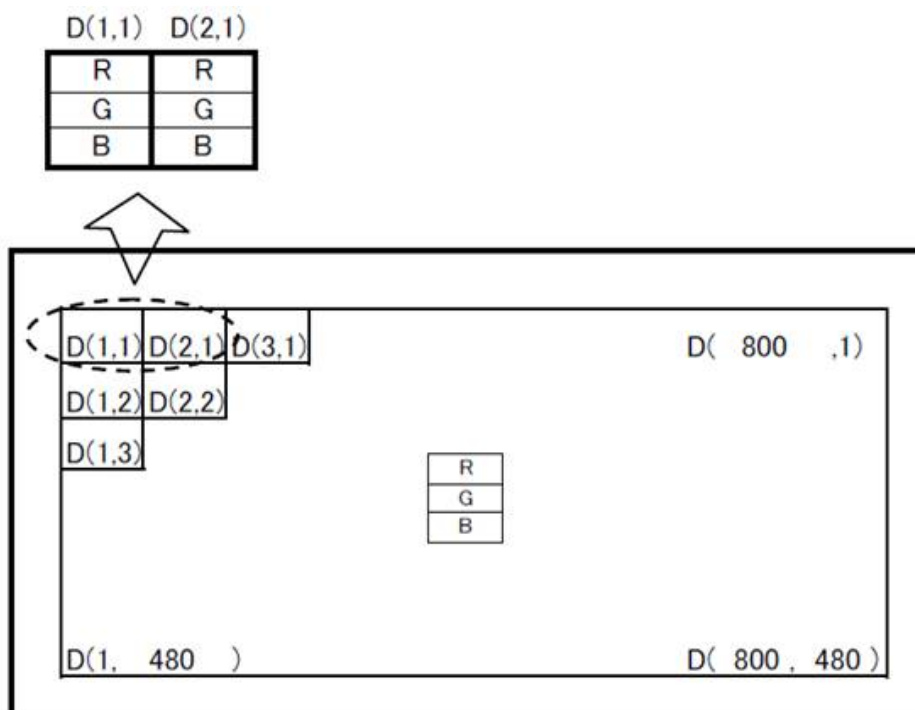 D(1,1) D(2,1)
R R
G G
B B
D(1,1) D(2,1) D(3,1) D( 800 ,1)
D(1,2) D(2,2)
D(1,3)
R
G
B
D(1, 480 ) D( 800 , 480 )